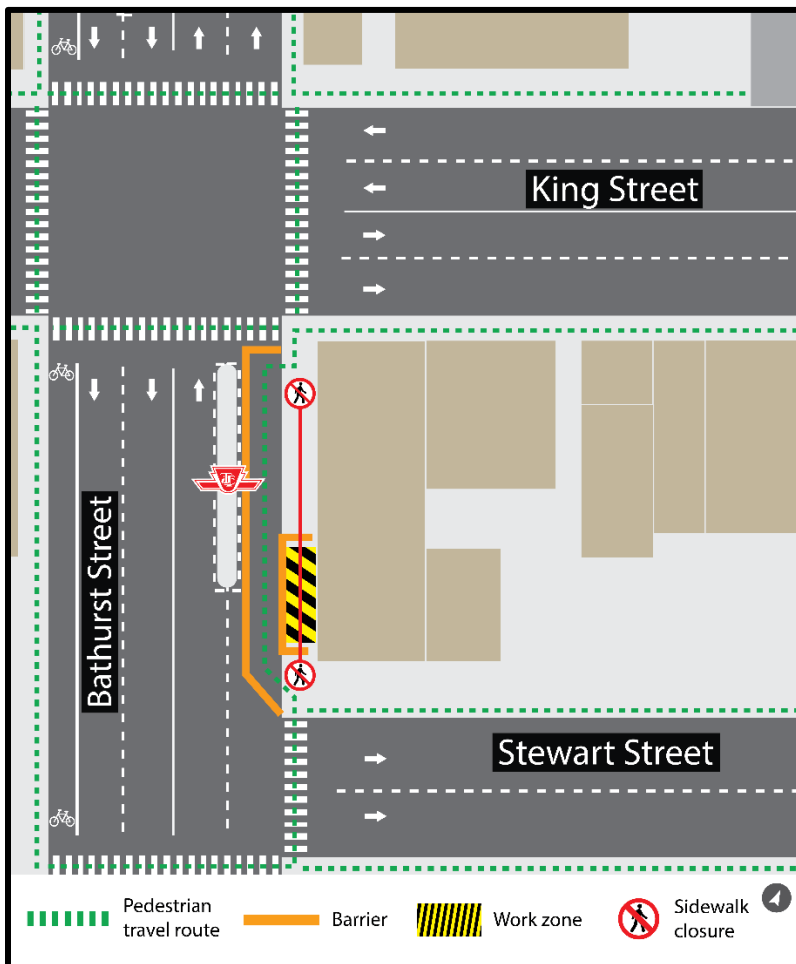 King Street
Bathurst Street
Stewart Street
Pedestrian
travel route
Barrier
Work zone
Sidewalk
closure